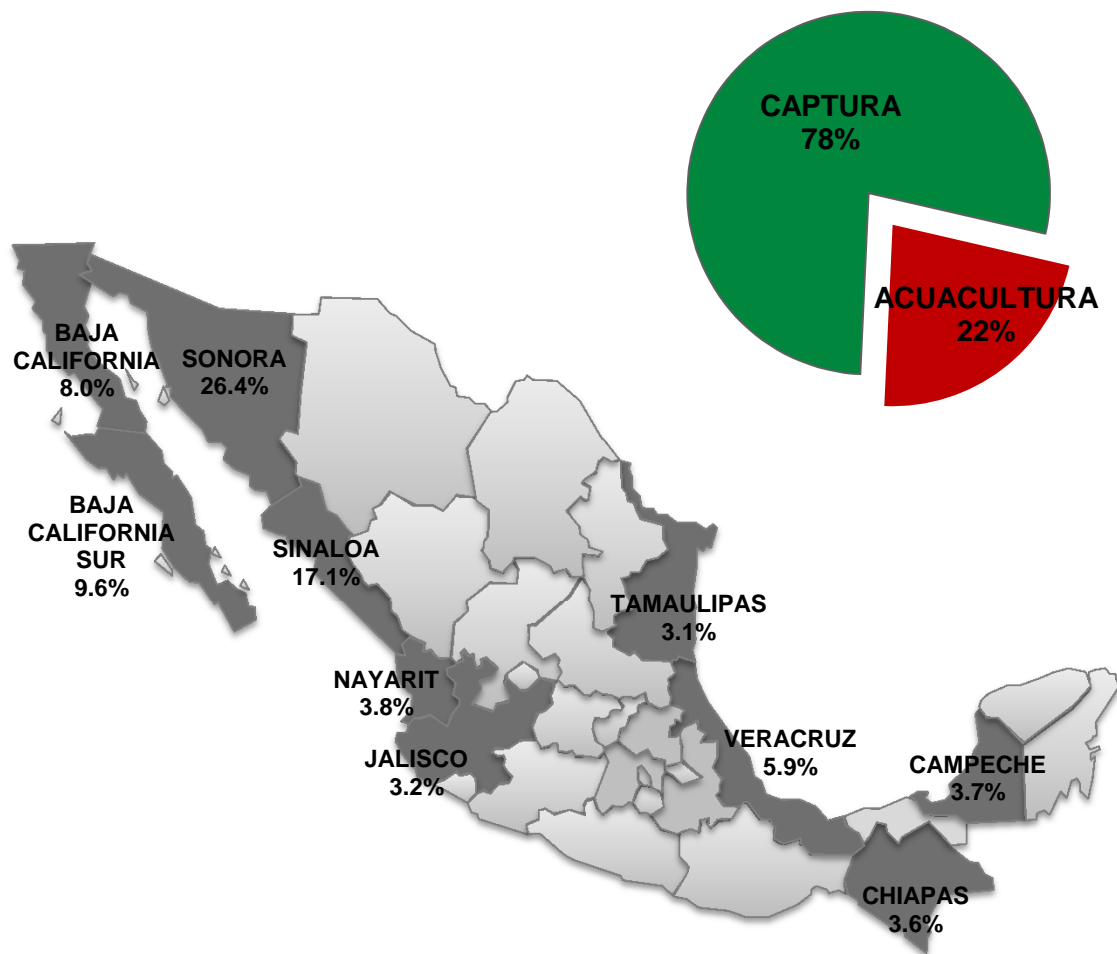 CAPTURA
78%
ACUACULTURA
22%
BAJA
CALIFORNIA
8.0%
SONORA
26.4%
BAJA
CALIFORNIA
SUR
9.6%
SINALOA
17.1%
TAMAULIPAS
3.1%
NAYARIT
3.8%
JALISCO
3.2%
VERACRUZ
5.9%
CAMPECHE
3.7%
CHIAPAS
3.6%